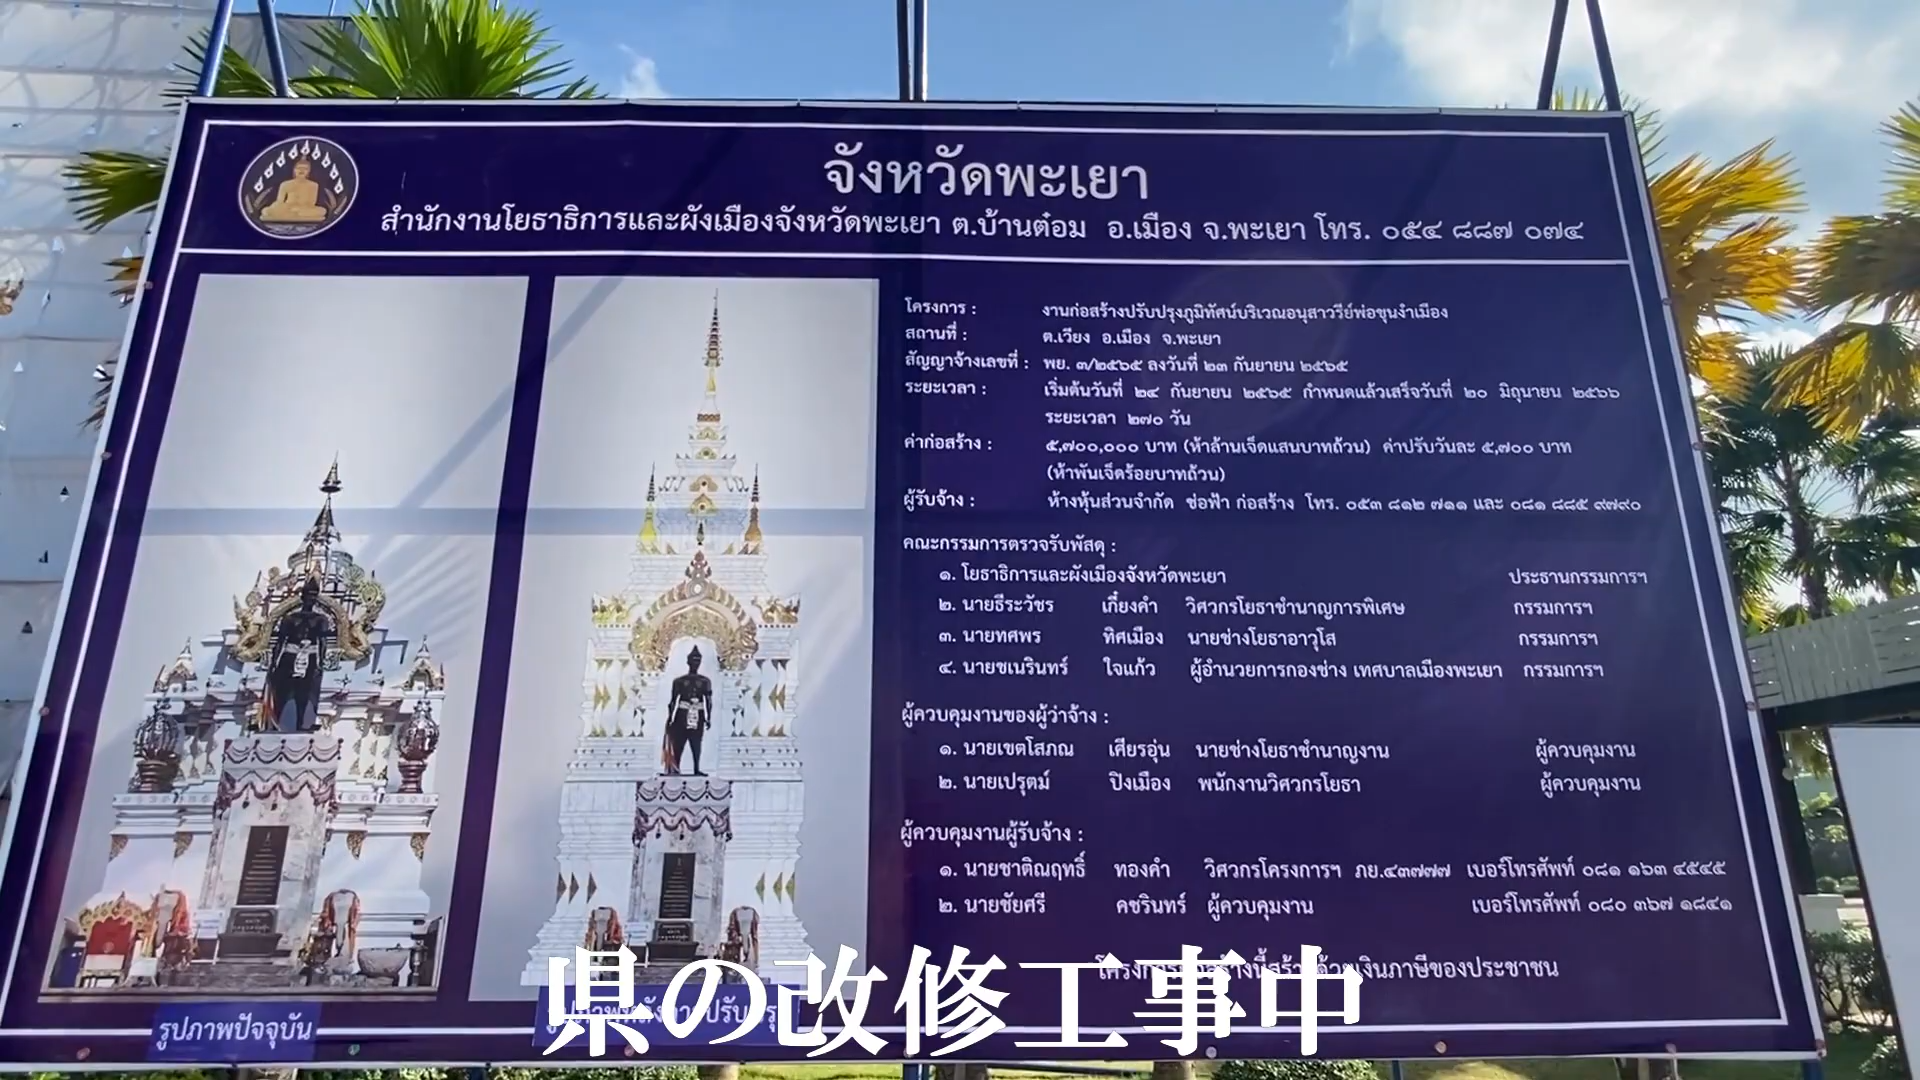 จังหวัดพะเยา
สำนักงานโยธาธิการและผังเมืองจังหวัดพะเยา ต.บ้านต๋อม อ.เมือง จ.พะเยา โทร. ๐๕๔ ๘๘๗ ๐๗๔
โครงการ : งานก่อสร้างปรับปรุงภูมิทัศน์บริเวณอนุสาวรีย์พ่อขุนงำเมือง
สถานที่ : ต.เวียง อ.เมือง จ.พะเยา
สัญญาจ้างเลขที่ : พย. ๓/๒๕๖๕ ลงวันที่ ๒๓ กันยายน ๒๕๖๕
ระยะเวลา : เริ่มต้นวันที่ ๒๔ กันยายน ๒๕๖๕ กำหนดแล้วเสร็จวันที่ ๒๐ มิถุนายน ๒๕๖๖
ระยะเวลา ๒๗๐ วัน
ค่าก่อสร้าง : ๕,๗๐๐,๐๐๐ บาท (ห้าล้านเจ็ดแสนบาทถ้วน) ค่าปรับวันละ ๕,๗๐๐ บาท
(ห้าพันเจ็ดร้อยบาทถ้วน)
ผู้รับจ้าง : ห้างหุ้นส่วนจำกัด ช่อฟ้า ก่อสร้าง โทร. ๐๕๓ ๘๑๒ ๗๑๑ และ ๐๘๑ ๘๘๕ ๙๗๙๐
คณะกรรมการตรวจรับพัสดุ :
๑. โยธาธิการและผังเมืองจังหวัดพะเยา ประธานกรรมการฯ
๒. นายธีระวัชร เกี๋ยงคำ วิศวกรโยธาชำนาญการพิเศษ กรรมการฯ
๓. นายทศพร ทิศเมือง นายช่างโยธาอาวุโส กรรมการฯ
๔. นายชเนรินทร์ ใจแก้ว ผู้อำนวยการกองช่าง เทศบาลเมืองพะเยา กรรมการฯ
ผู้ควบคุมงานของผู้ว่าจ้าง :
๑. นายเขตโสภณ เศียรอุ่น นายช่างโยธาชำนาญงาน ผู้ควบคุมงาน
๒. นายเปรุตม์ ปิงเมือง พนักงานวิศวกรโยธา ผู้ควบคุมงาน
ผู้ควบคุมงานผู้รับจ้าง :
๑. นายชาติณฤทธิ์ ทองคำ วิศวกรโครงการฯ ภย.๔๓๗๗๗ เบอร์โทรศัพท์ ๐๘๑ ๑๖๓ ๔๕๔๕
๒. นายชัยศรี คชรินทร์ ผู้ควบคุมงาน เบอร์โทรศัพท์ ๐๘๐ ๓๖๗ ๑๘๔๑
ด้วยเงินภาษีของประชาชน
รูปภาพปัจจุบัน
県の改修工事中